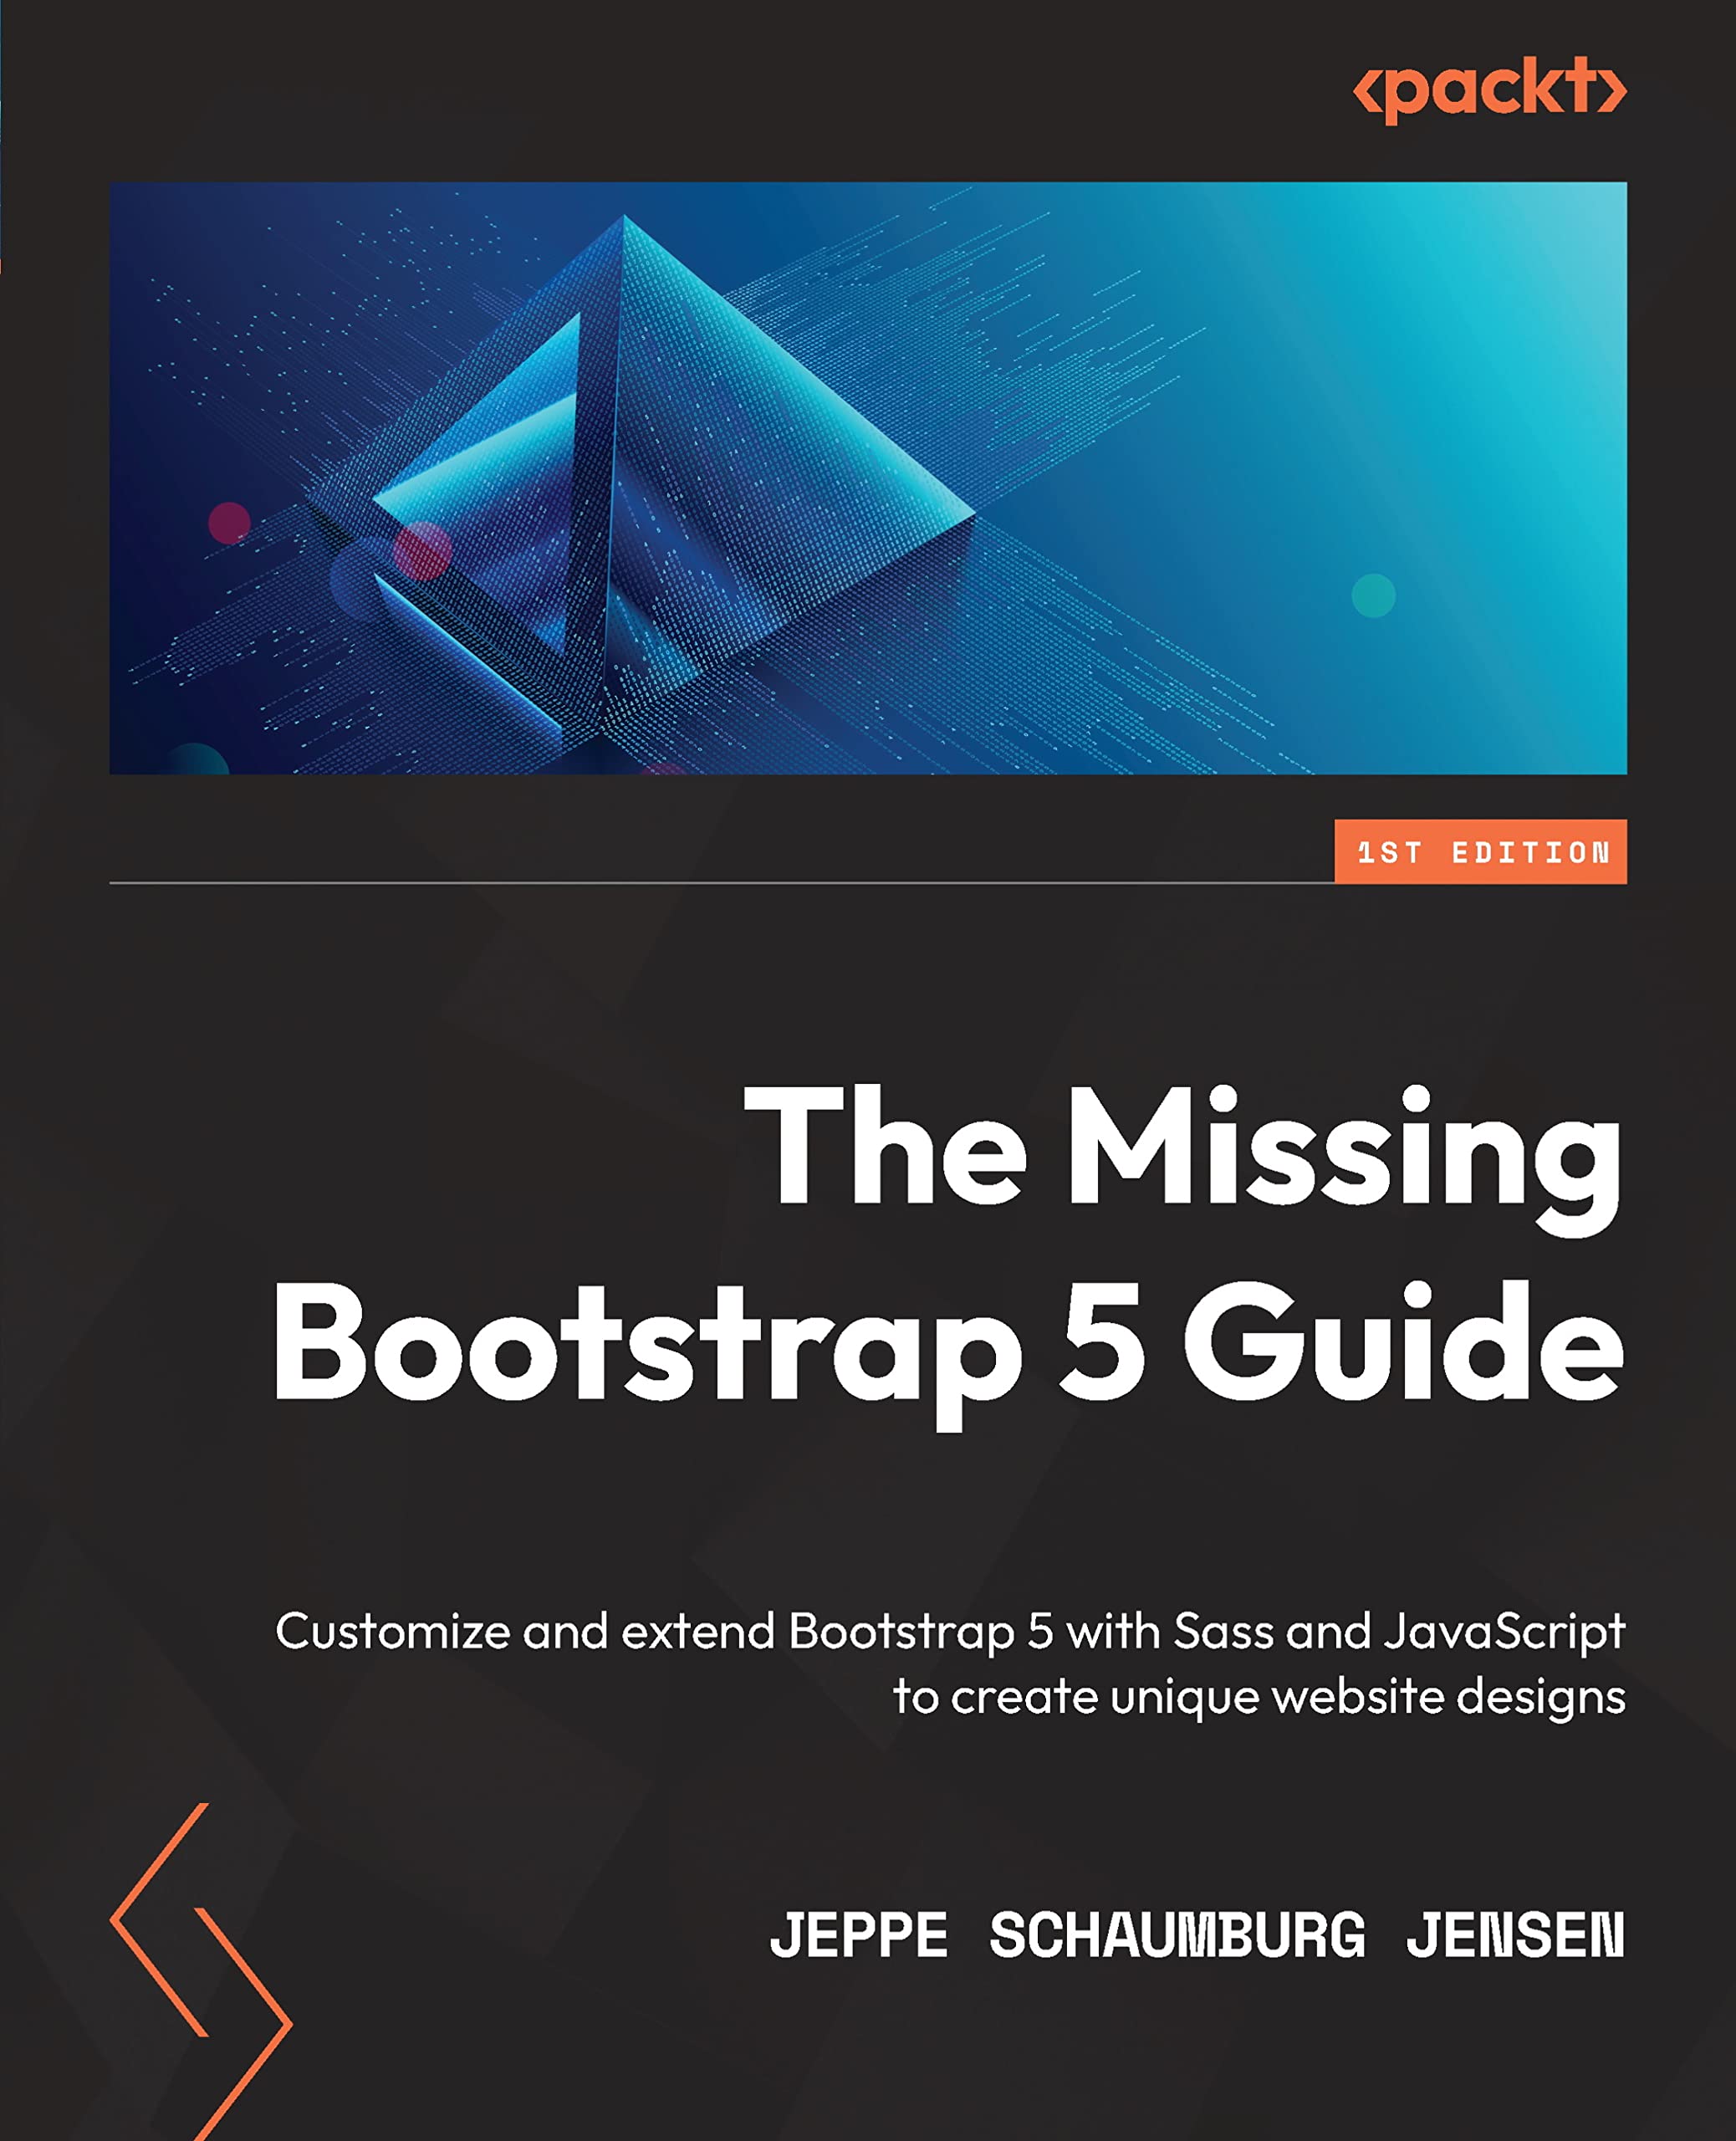 <packt>
1ST EDITION
The Missing
Bootstrap 5 Guide
Customize and extend Bootstrap 5 with Sass and JavaScript
to create unique website designs
JEPPE SCHAUMBURG JENSEN